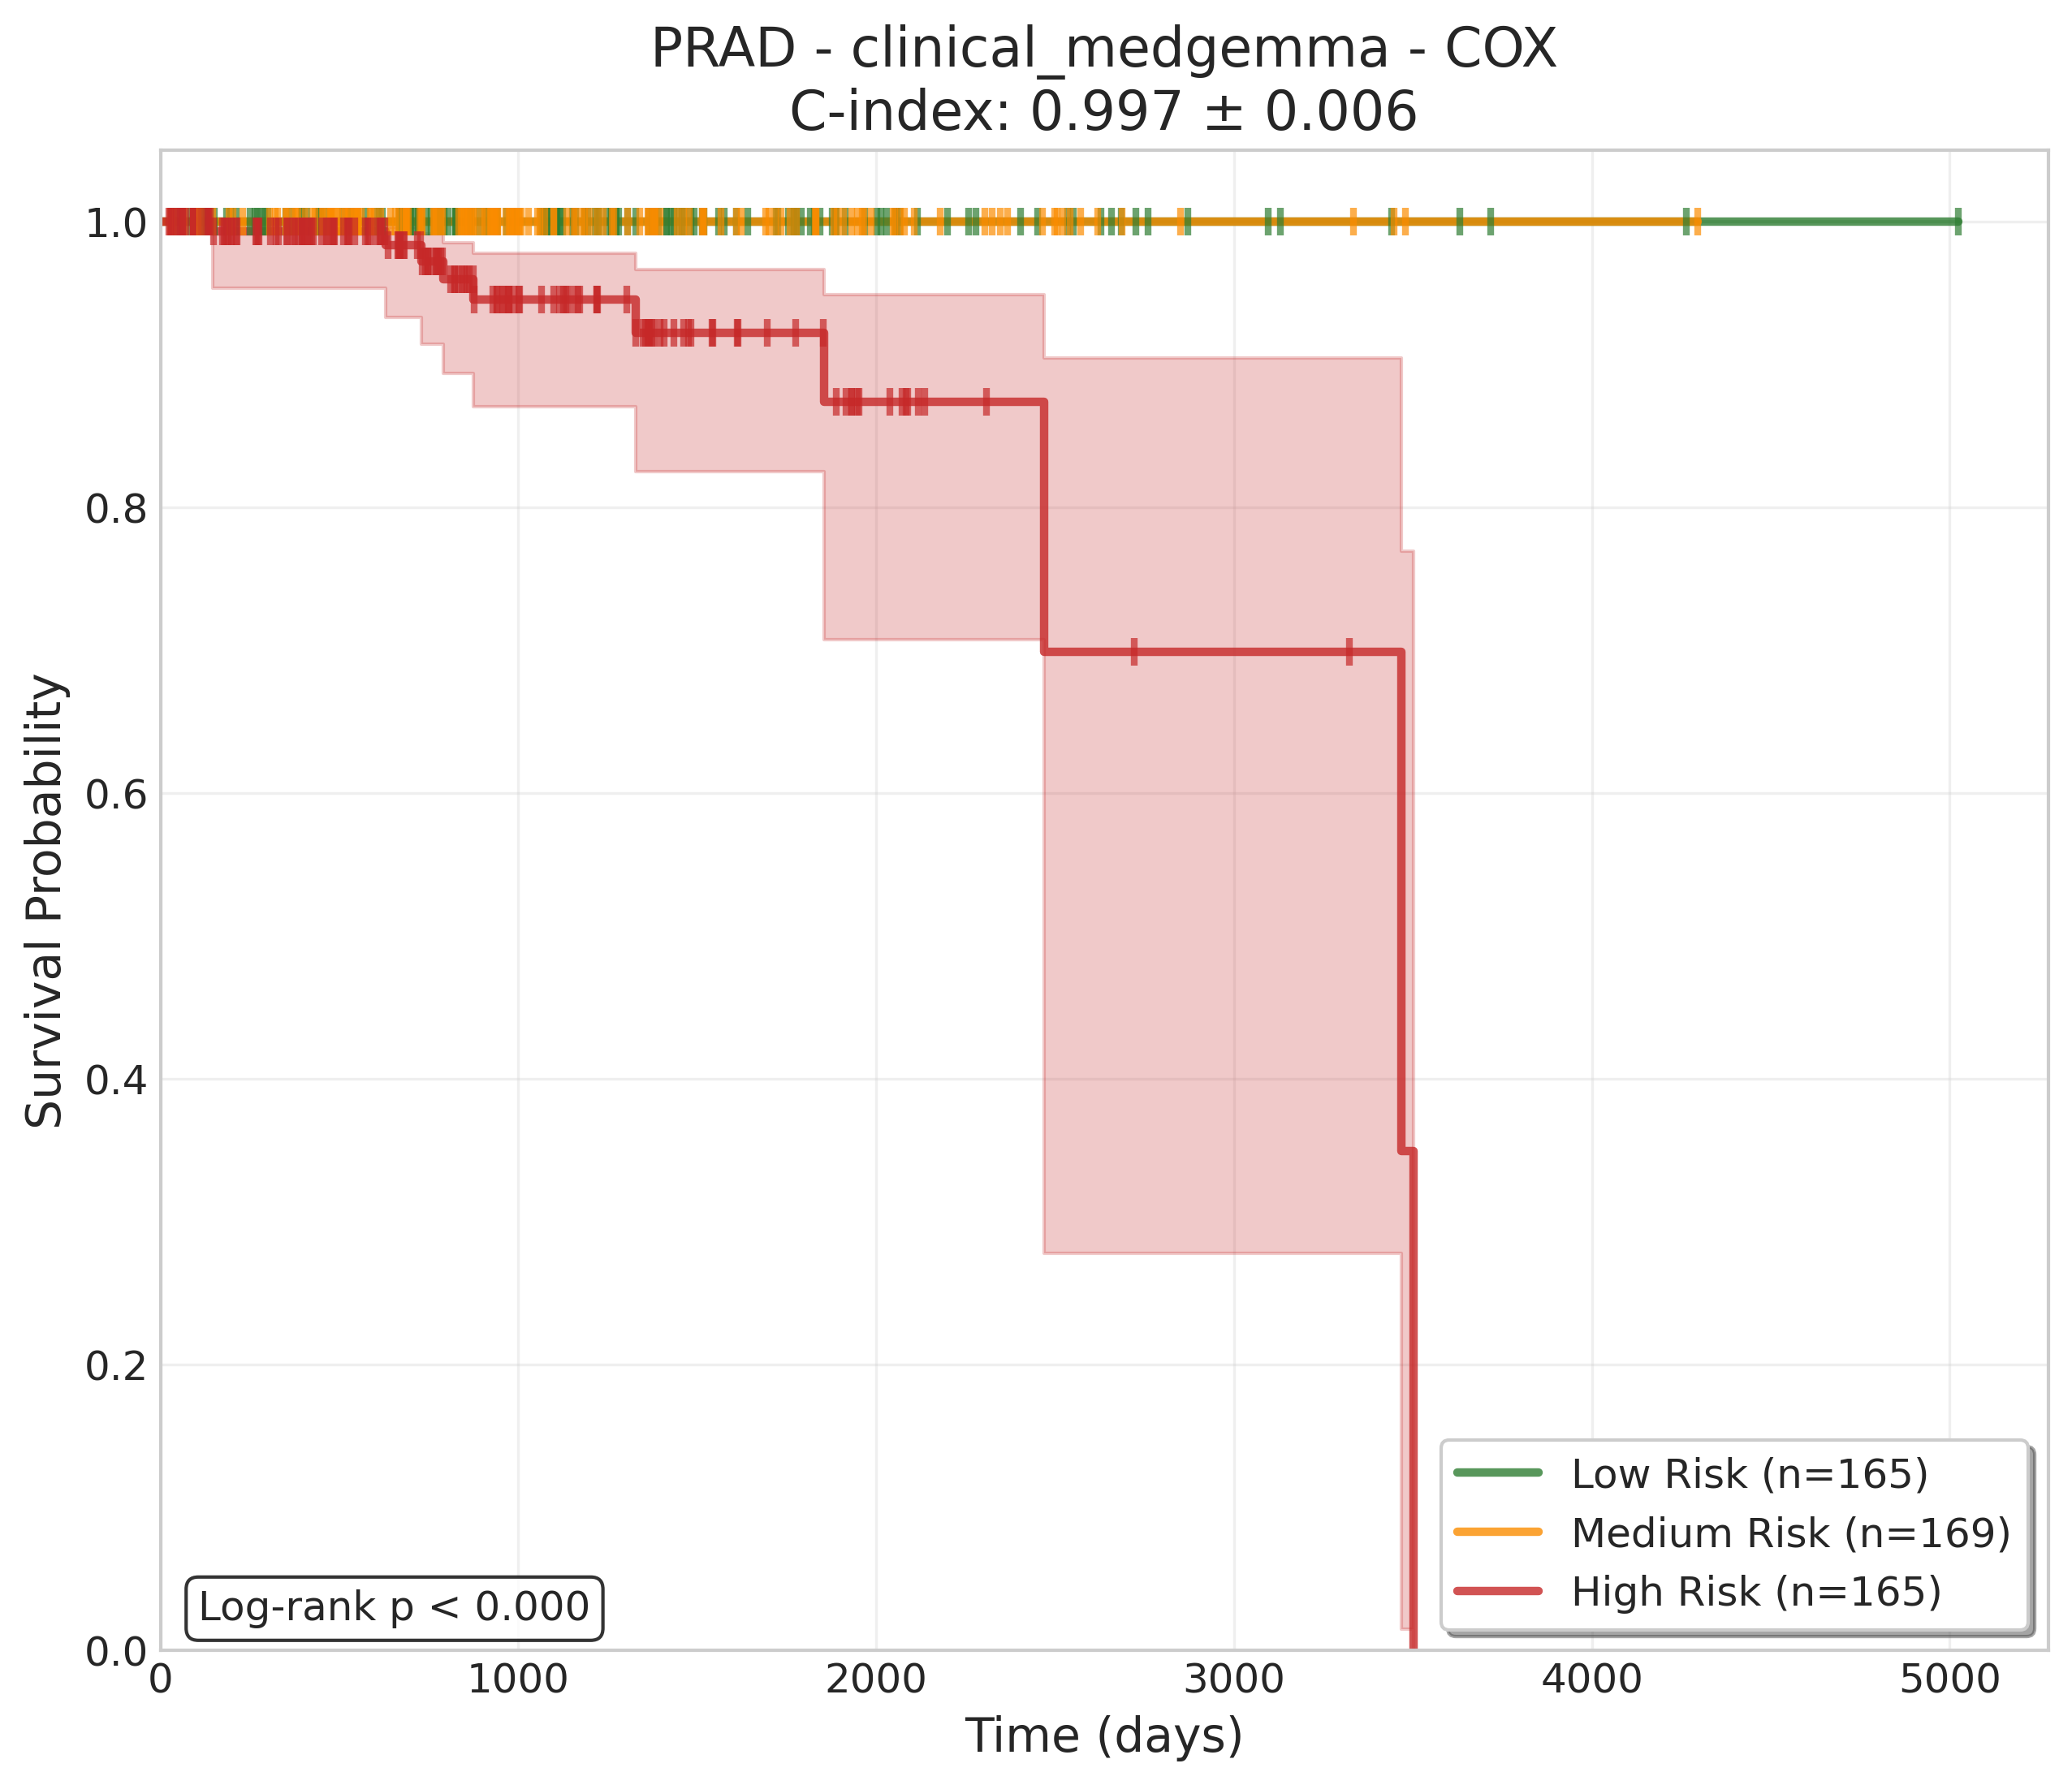 PRAD - clinical_medgemma - COX
C-index: 0.997 ± 0.006
Survival Probability
1.0
0.8
0.6
0.4
0.2
0.0
Log-rank p < 0.000
Low Risk (n=165)
Medium Risk (n=169)
High Risk (n=165)
0 1000 2000 3000 4000 5000
Time (days)